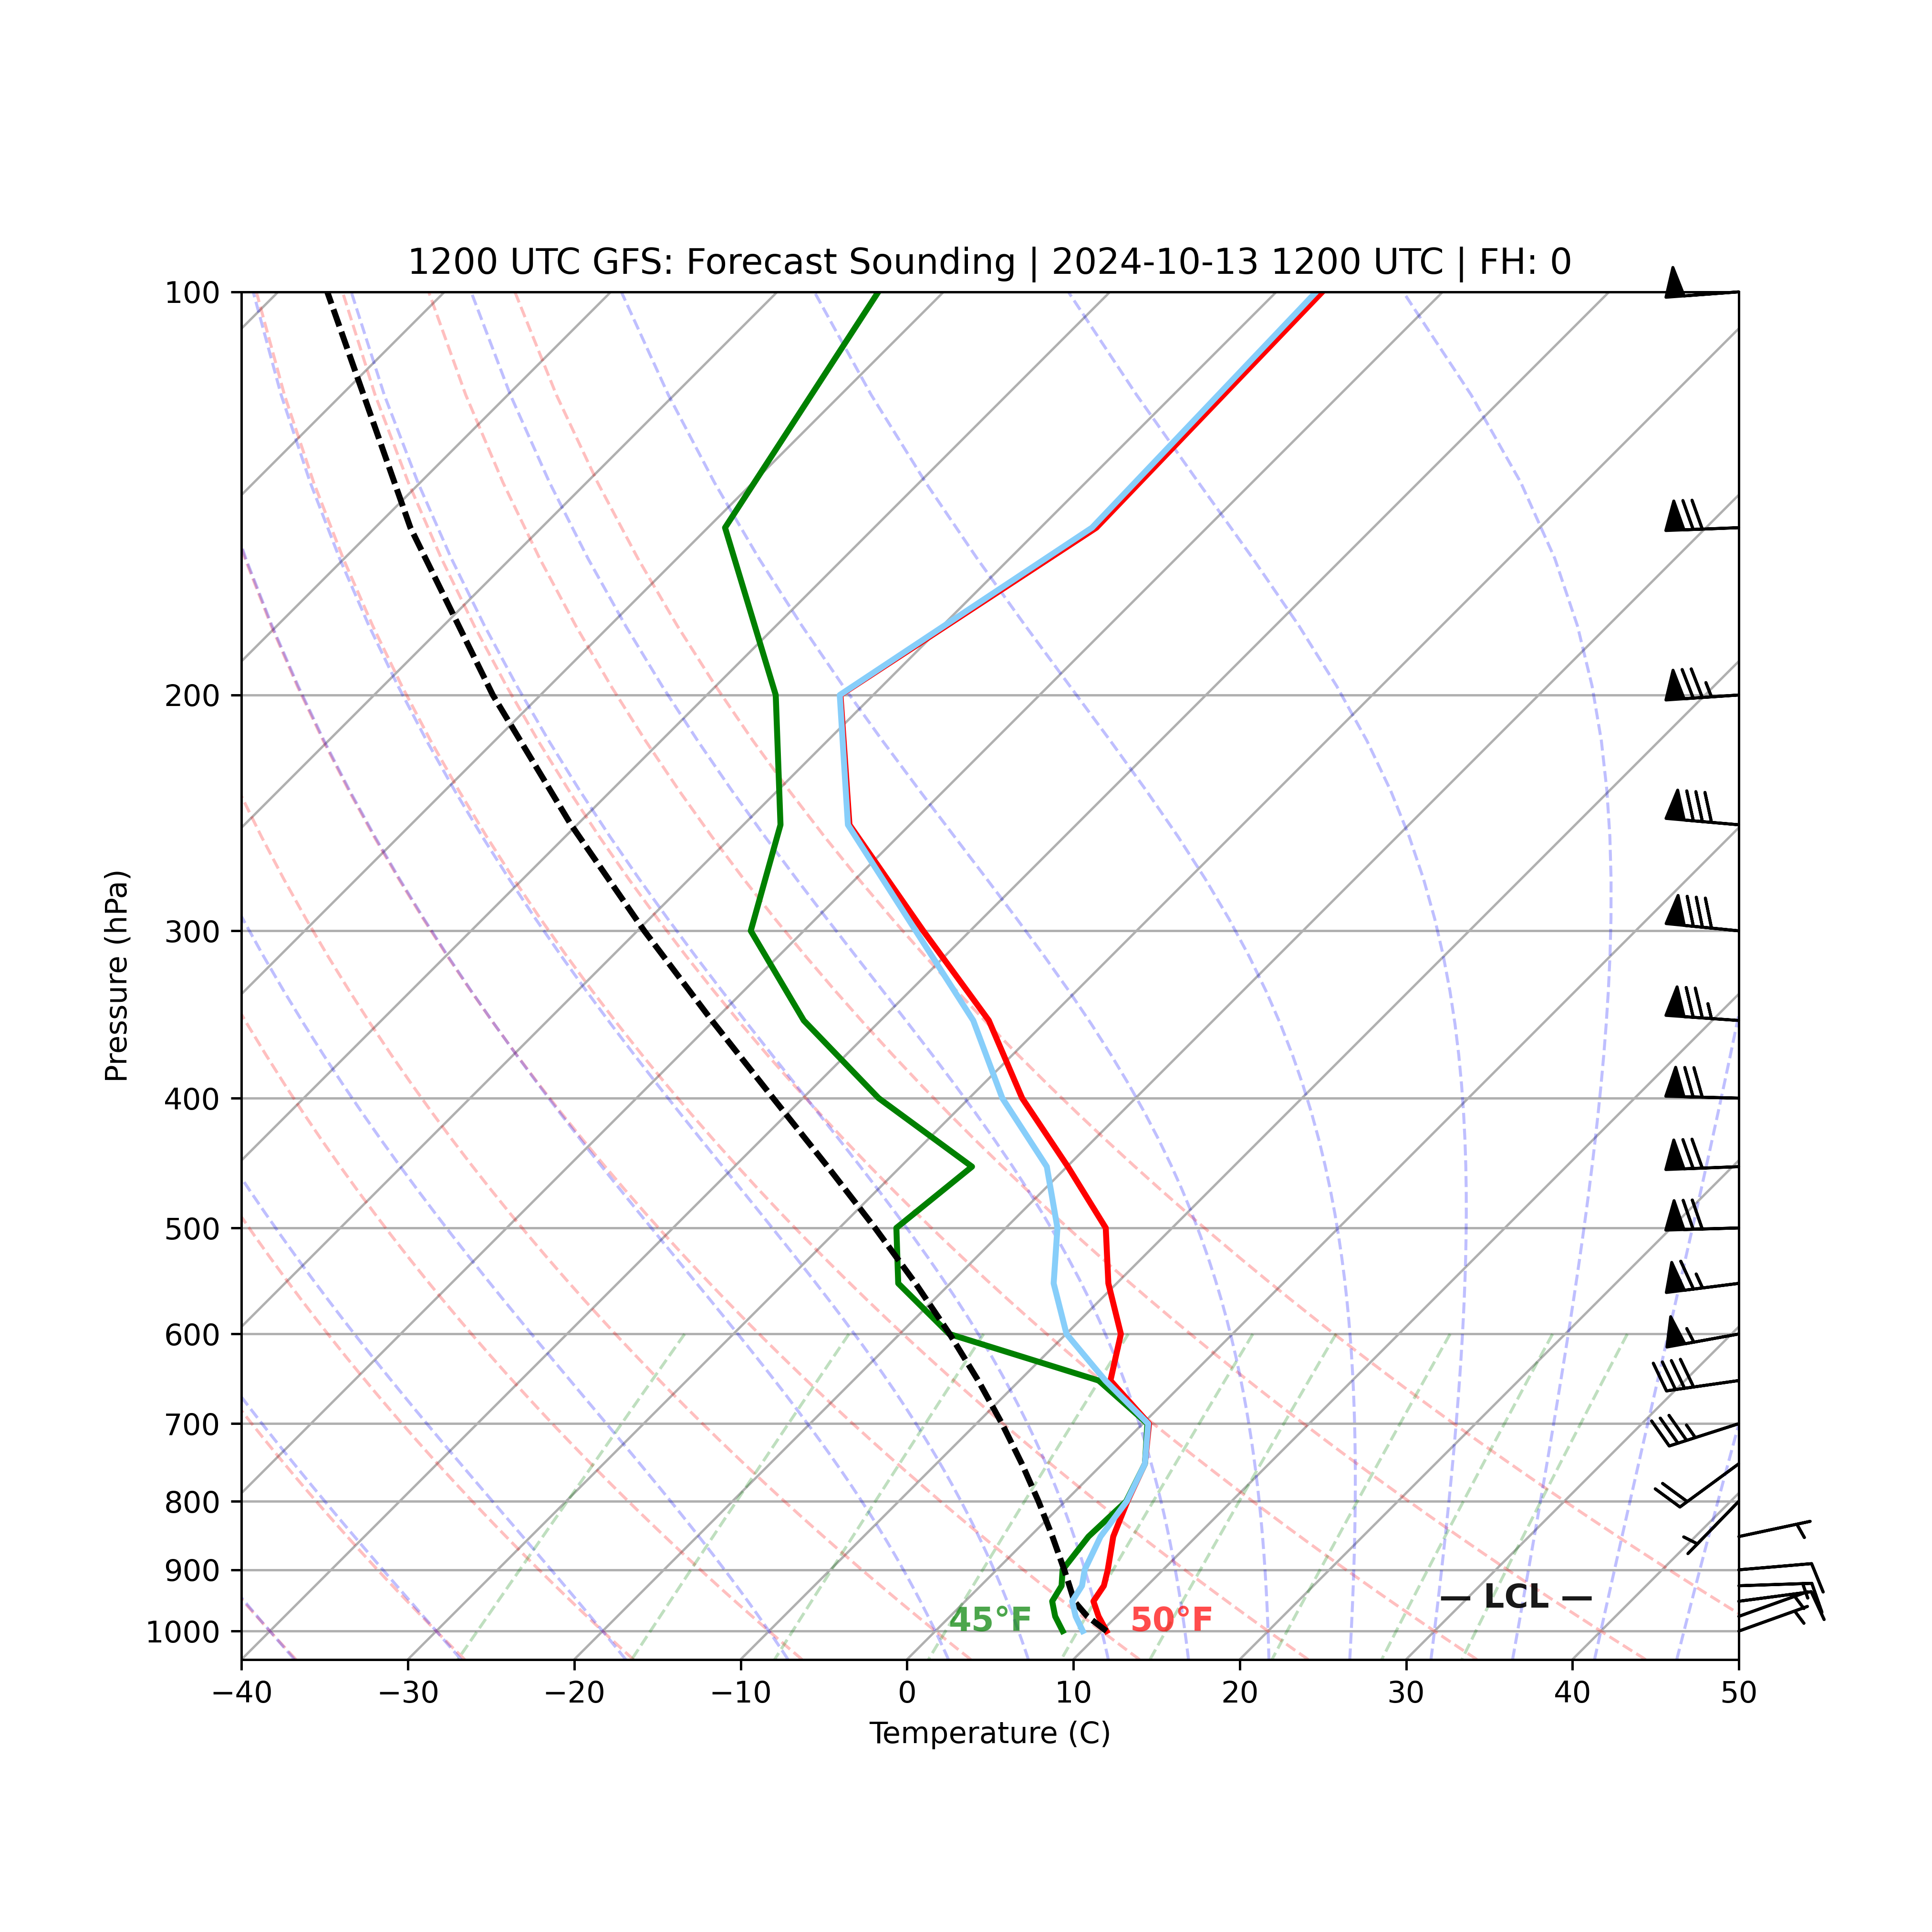 1200 UTC GFS: Forecast Sounding | 2024-10-13 1200 UTC | FH: 0
100
200
300
400
500
600
700
800
900
1000
Pressure (hPa)
— LCL —
45°F
50°F
−40 −30 −20 −10 0 10 20 30 40 50
Temperature (C)